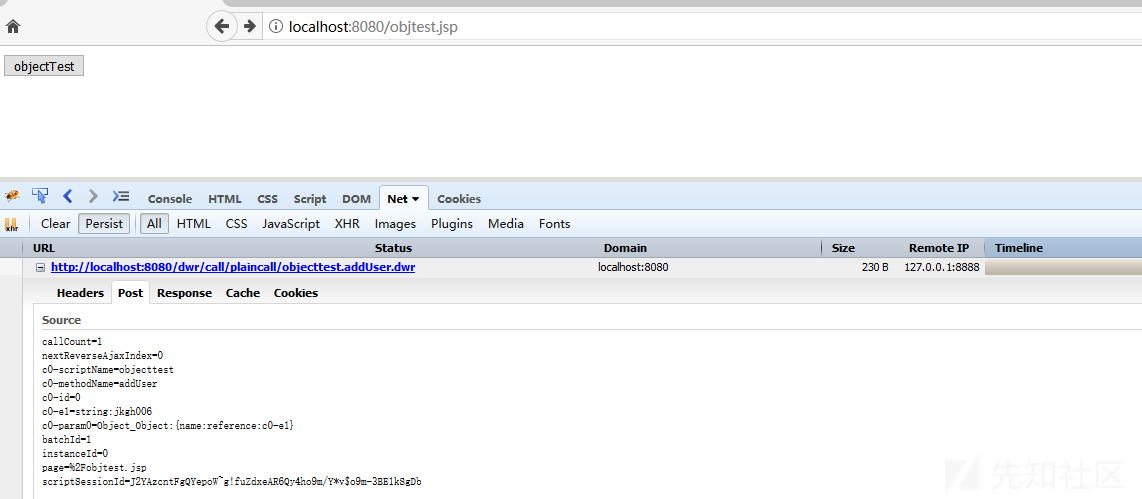 localhost:8080/objtest.jsp
objectTest
Console HTML CSS Script DOM Net Cookies
xhr Clear Persist All HTML CSS JavaScript XHR Images Plugins Media Fonts
URL Status Domain Size Remote IP Timeline
http://localhost:8080/dwr/call/plaincall/objecttest.addUser.dwr localhost:8080 230 B 127.0.0.1:8888
Headers Post Response Cache Cookies
Source
callCount=1
nextReverseAjaxIndex=0
c0-scriptName=objecttest
c0-methodName=addUser
c0-id=0
c0-e1=string:jkgh006
c0-param0=Object_Object:{name:reference:c0-e1}
batchId=1
instanceId=0
page=%2Fobjtest.jsp
scriptSessionId=J2YAzcntFgQYepoW~g!fuZdxeAR6Qy4ho9m/Y*v$o9m-3BE1kSgDb
先知社区